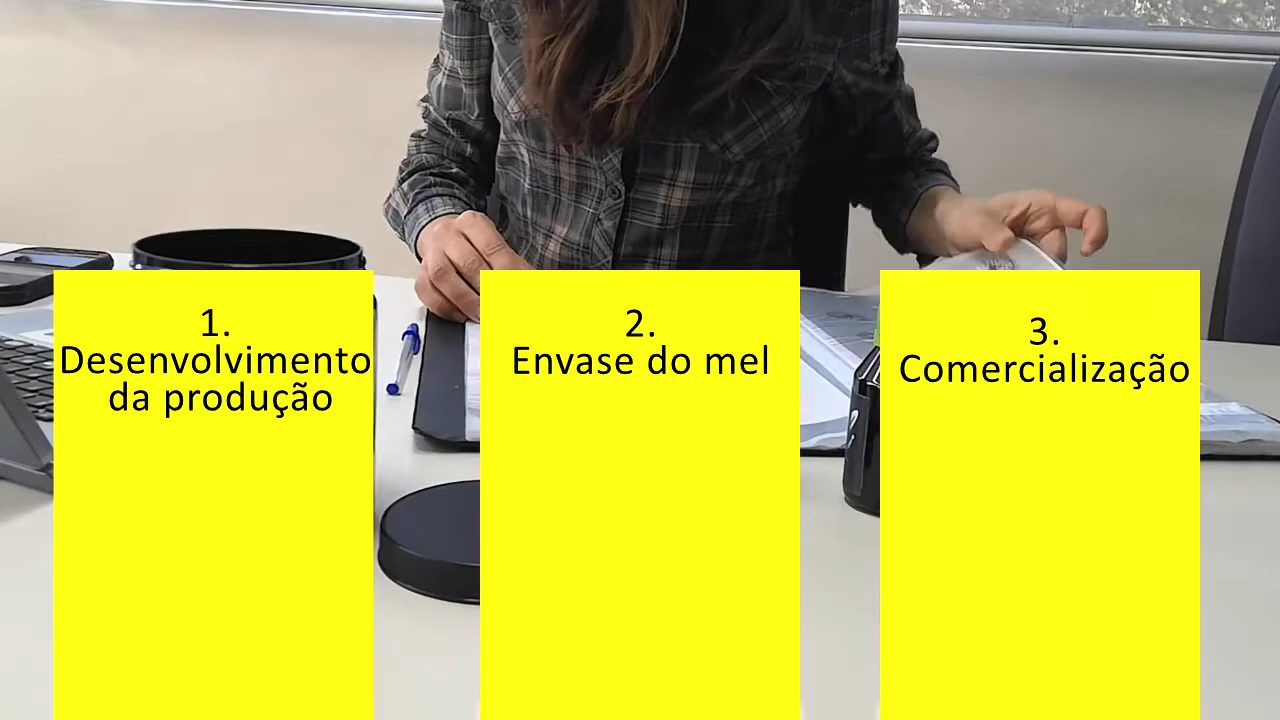 1.
Desenvolvimento
da produção
2.
Envase do mel
3.
Comercialização